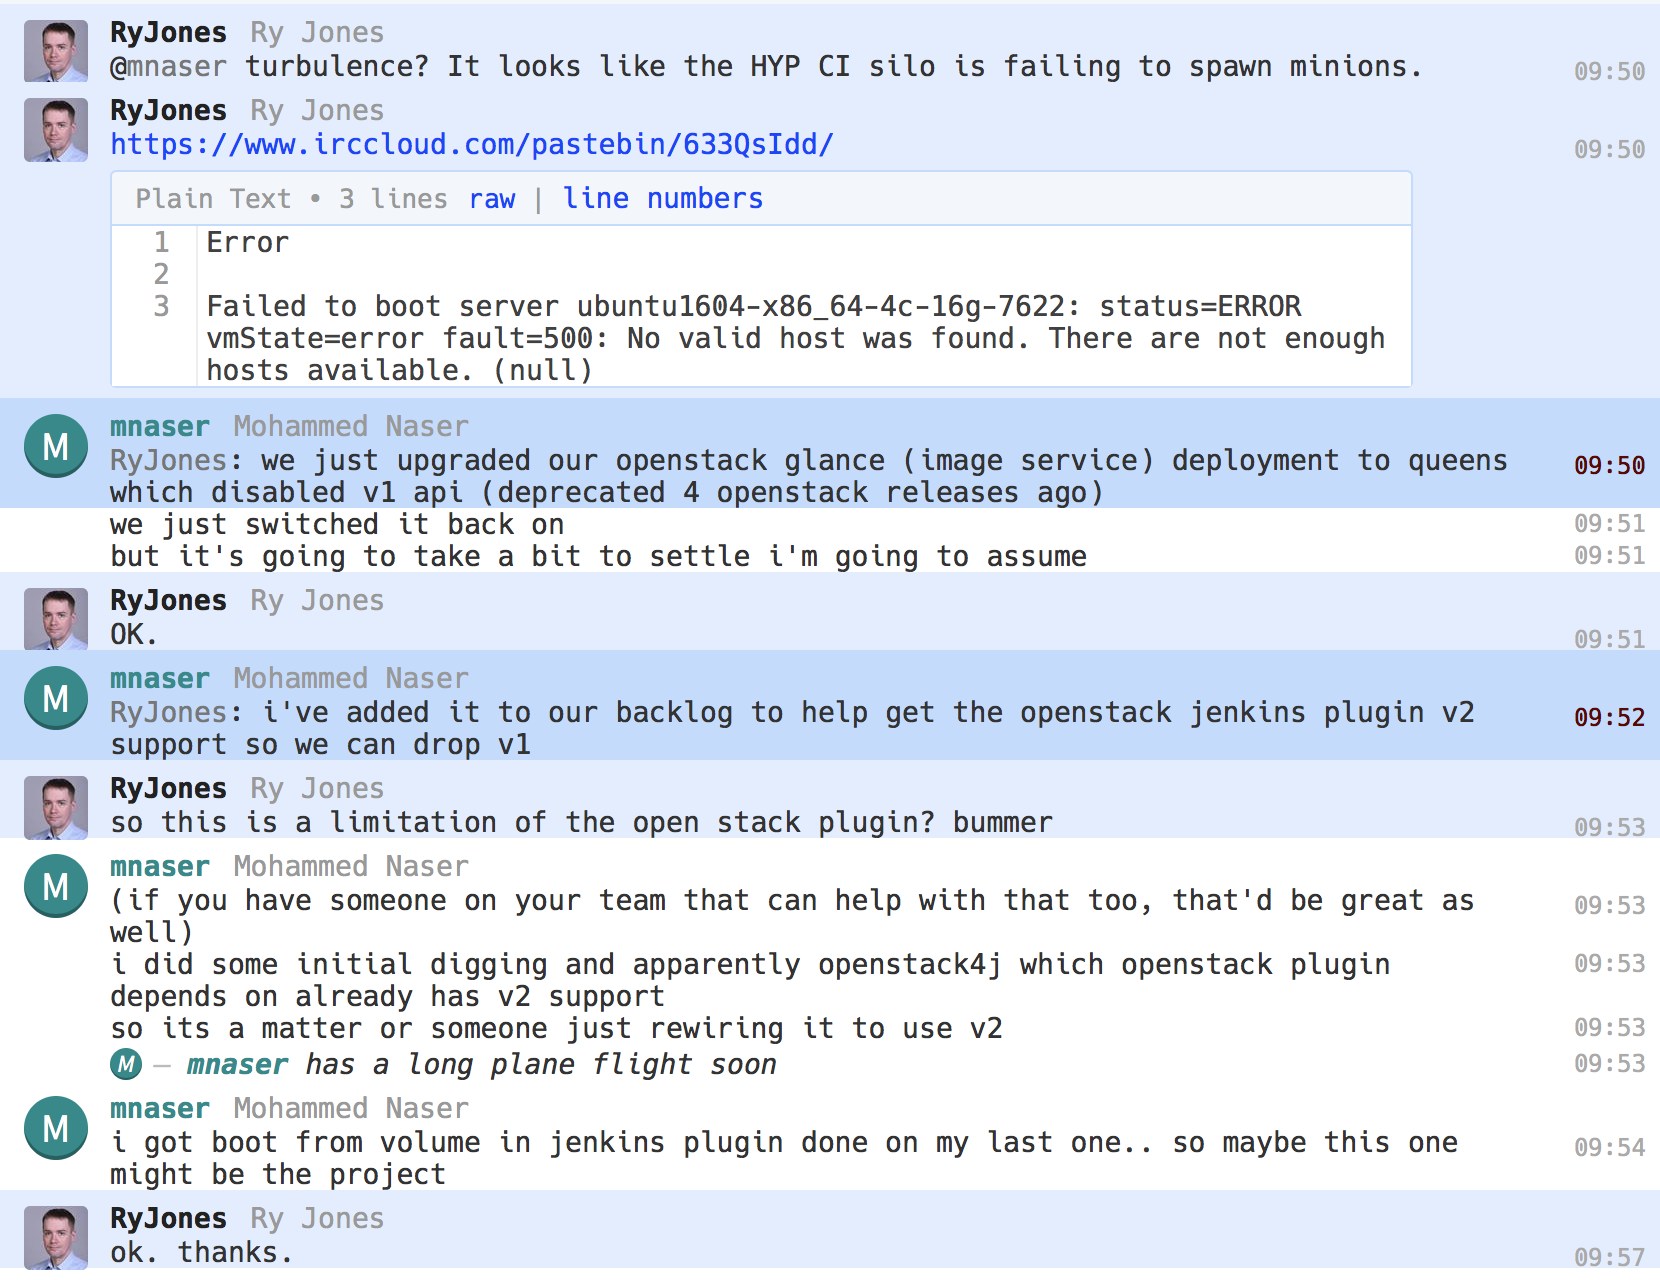 RyJones Ry Jones
@mnaser turbulence? It looks like the HYP CI silo is failing to spawn minions. 09:50
RyJones Ry Jones
https://www.irccloud.com/pastebin/633QsIdd/ 09:50
Plain Text • 3 lines raw | line numbers
1 Error
2
3 Failed to boot server ubuntu1604-x86_64-4c-16g-7622: status=ERROR
vmState=error fault=500: No valid host was found. There are not enough
hosts available. (null)
M mnaser Mohammed Naser
RyJones: we just upgraded our openstack glance (image service) deployment to queens 09:50
which disabled v1 api (deprecated 4 openstack releases ago)
we just switched it back on 09:51
but it's going to take a bit to settle i'm going to assume 09:51
RyJones Ry Jones
OK. 09:51
M mnaser Mohammed Naser
RyJones: i've added it to our backlog to help get the openstack jenkins plugin v2 09:52
support so we can drop v1
RyJones Ry Jones
so this is a limitation of the open stack plugin? bummer 09:53
M mnaser Mohammed Naser
(if you have someone on your team that can help with that too, that'd be great as 09:53
well)
i did some initial digging and apparently openstack4j which openstack plugin 09:53
depends on already has v2 support
so its a matter or someone just rewiring it to use v2 09:53
M — mnaser has a long plane flight soon 09:53
M mnaser Mohammed Naser
i got boot from volume in jenkins plugin done on my last one.. so maybe this one 09:54
might be the project
RyJones Ry Jones
ok. thanks. 09:57